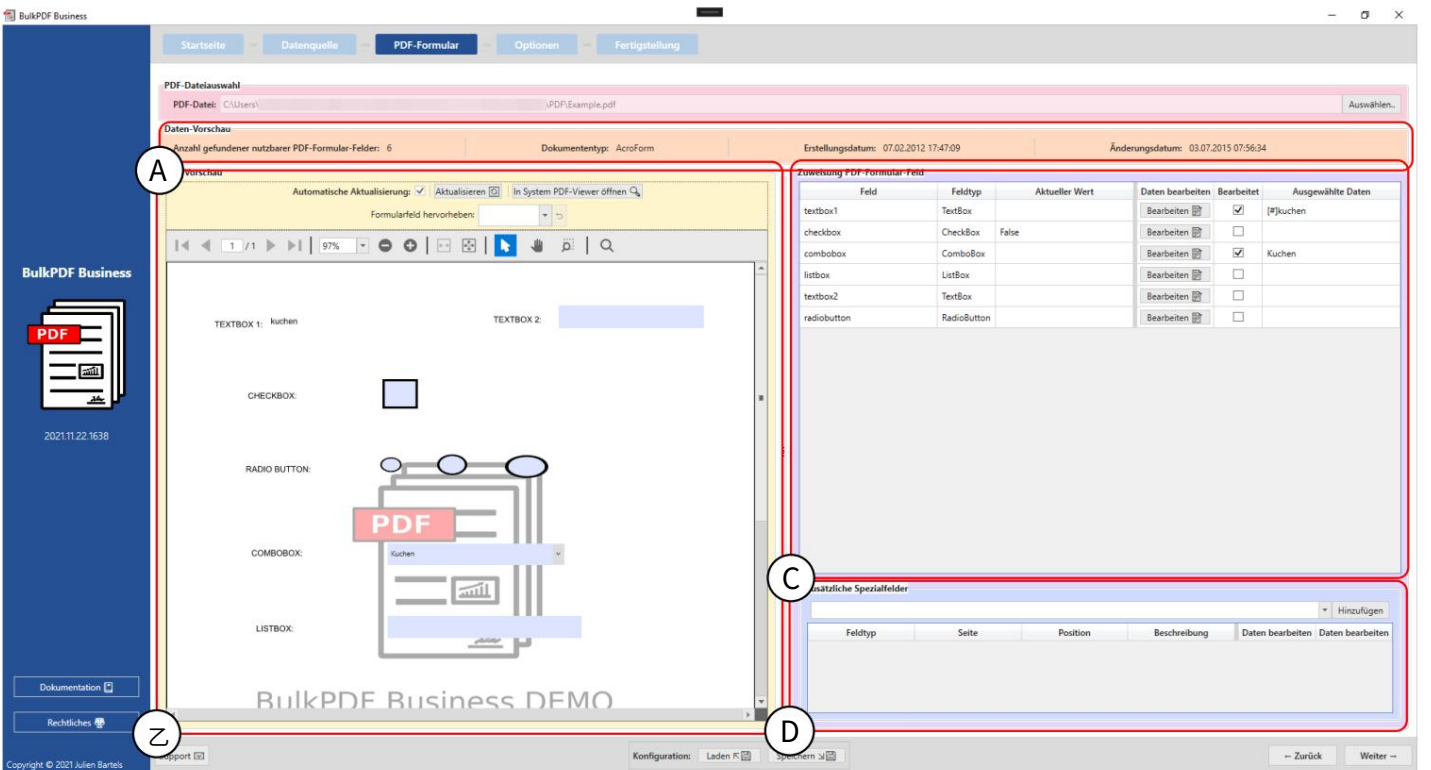 BulkPDF Business
Startseite → Datenquelle → PDF-Formular → Optionen → Fertigstellung
PDF-Dateiauswahl
PDF-Datei: C:\Users\ \PDF\Example.pdf Auswählen..
Daten-Vorschau
Anzahl gefundener nutzbarer PDF-Formular-Felder: 6 Dokumententyp: AcroForm Erstellungsdatum: 07.02.2012 17:47:09 Änderungsdatum: 03.07.2015 07:56:34
A
Vorschau
Automatische Aktualisierung: Aktualisieren In System PDF-Viewer öffnen
Formularfeld hervorheben:
1 / 1 97%
TEXTBOX 1: kuchen TEXTBOX 2:
CHECKBOX:
RADIO BUTTON:
PDF
COMBOBOX: Kuchen
LISTBOX:
BulkPDF Business DEMO
Zuweisung PDF-Formular-Feld
Feld Feldtyp Aktueller Wert Daten bearbeiten Bearbeitet Ausgewählte Daten
textbox1 TextBox Bearbeiten [#]kuchen
checkbox CheckBox False Bearbeiten
combobox ComboBox Bearbeiten Kuchen
listbox ListBox Bearbeiten
textbox2 TextBox Bearbeiten
radiobutton RadioButton Bearbeiten
C
usätzliche Spezialfelder
Hinzufügen
Feldtyp Seite Position Beschreibung Daten bearbeiten Daten bearbeiten
BulkPDF Business
PDF
2021.11.22.1638
Dokumentation
Rechtliches
Copyright © 2021 Julien Bartels
乙
D
upport
Konfiguration: Laden Speichern
← Zurück Weiter →